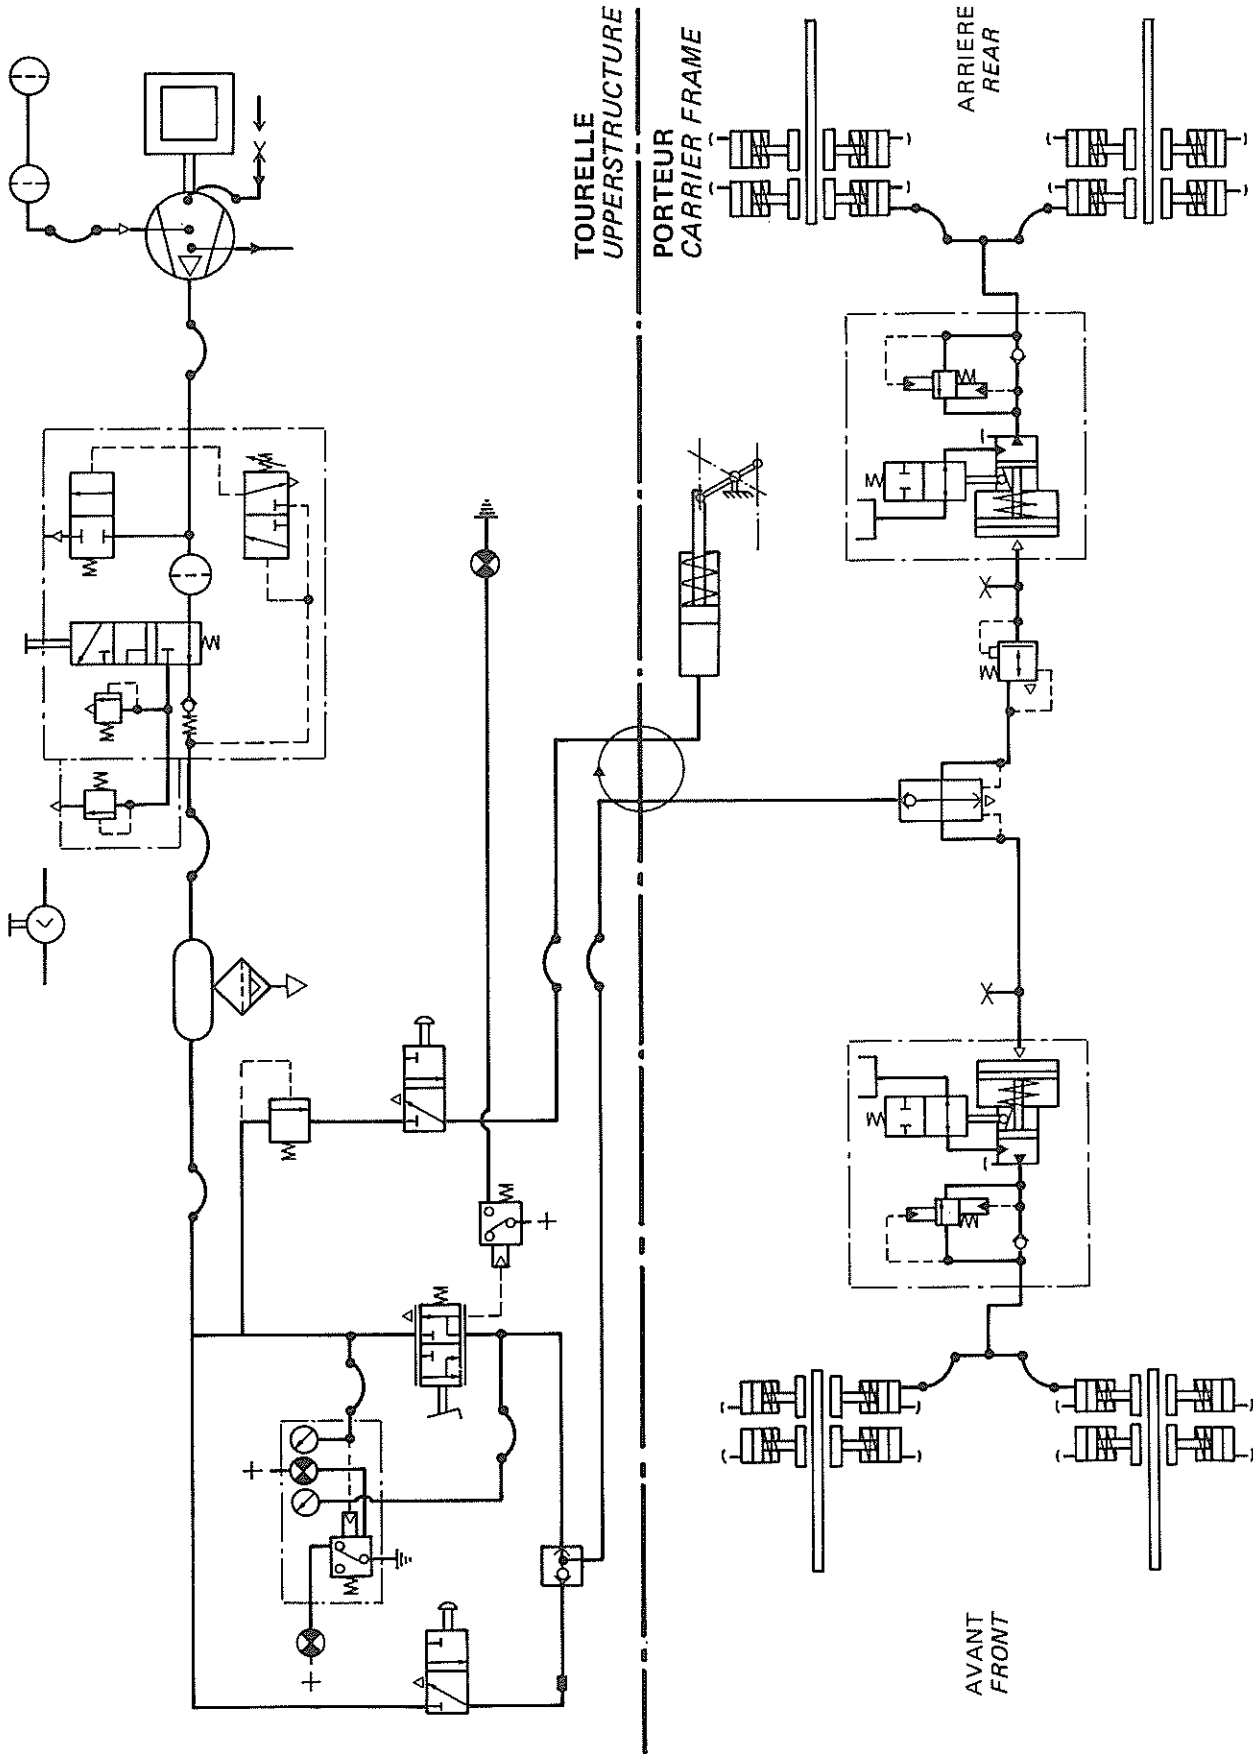 TOURELLE
UPPERSTRUCTURE
PORTEUR
CARRIER FRAME
ARRIERE
REAR
AVANT
FRONT